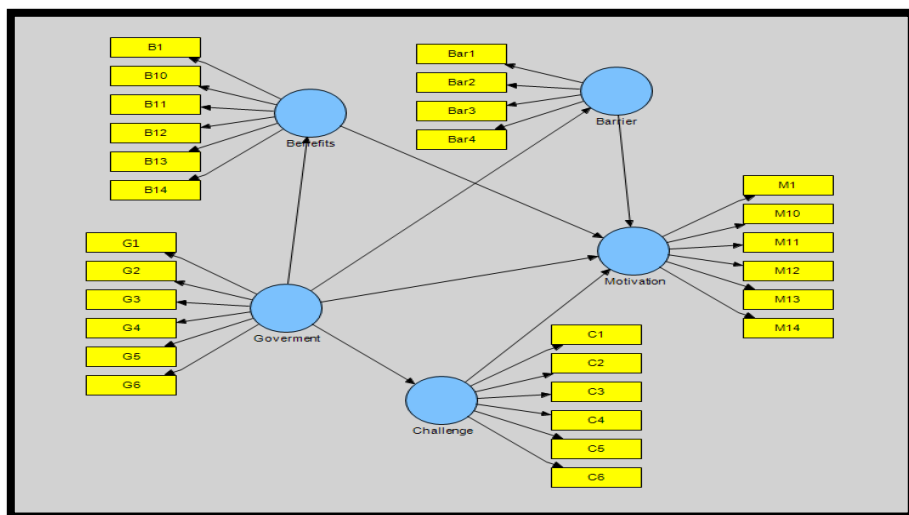 B1
B10
B11
B12
B13
B14
Benefits
Bar1
Bar2
Bar3
Bar4
Barrier
G1
G2
G3
G4
G5
G6
Goverment
M1
M10
M11
M12
M13
M14
Motivation
C1
C2
C3
C4
C5
C6
Challenge